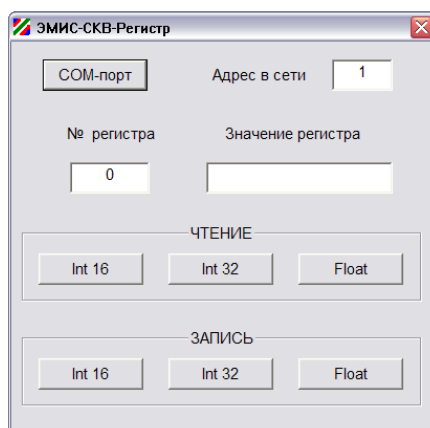 ЭМИС-СКВ-Регистр
COM-порт Адрес в сети 1
№ регистра Значение регистра
0
ЧТЕНИЕ
Int 16 Int 32 Float
ЗАПИСЬ
Int 16 Int 32 Float